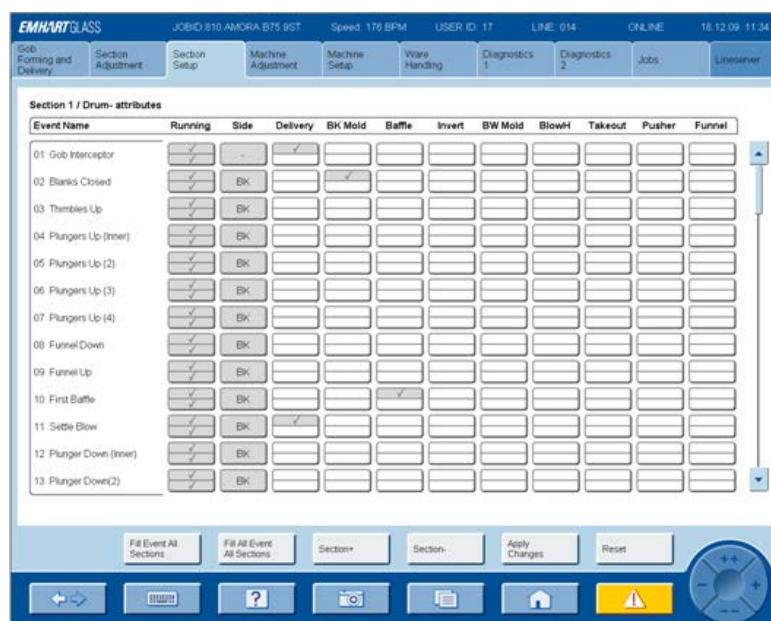 EMHART GLASS JOBID:810 AMORA B75 9ST Speed: 176 BPM USER ID: 17 LINE: 014 ONLINE 18.12.09 11:34
Gob Forming and Delivery
Section Adjustment
Section Setup
Machine Adjustment
Machine Setup
Ware Handling
Diagnostics 1
Diagnostics 2
Jobs
Lineserver
Section 1 / Drum- attributes
Event Name Running Side Delivery BK Mold Baffle Invert BW Mold BlowH Takeout Pusher Funnel
01 Gob Interceptor -
02 Blanks Closed BK
03 Thimbles Up BK
04 Plungers Up (Inner) BK
05 Plungers Up (2) BK
06 Plungers Up (3) BK
07 Plungers Up (4) BK
08 Funnel Down BK
09 Funnel Up BK
10 First Baffle BK
11 Settle Blow BK
12 Plunger Down (Inner) BK
13 Plunger Down(2) BK
Fill Event All Sections
Fill All Event All Sections
Section+
Section-
Apply Changes
Reset
++
- +
--
?